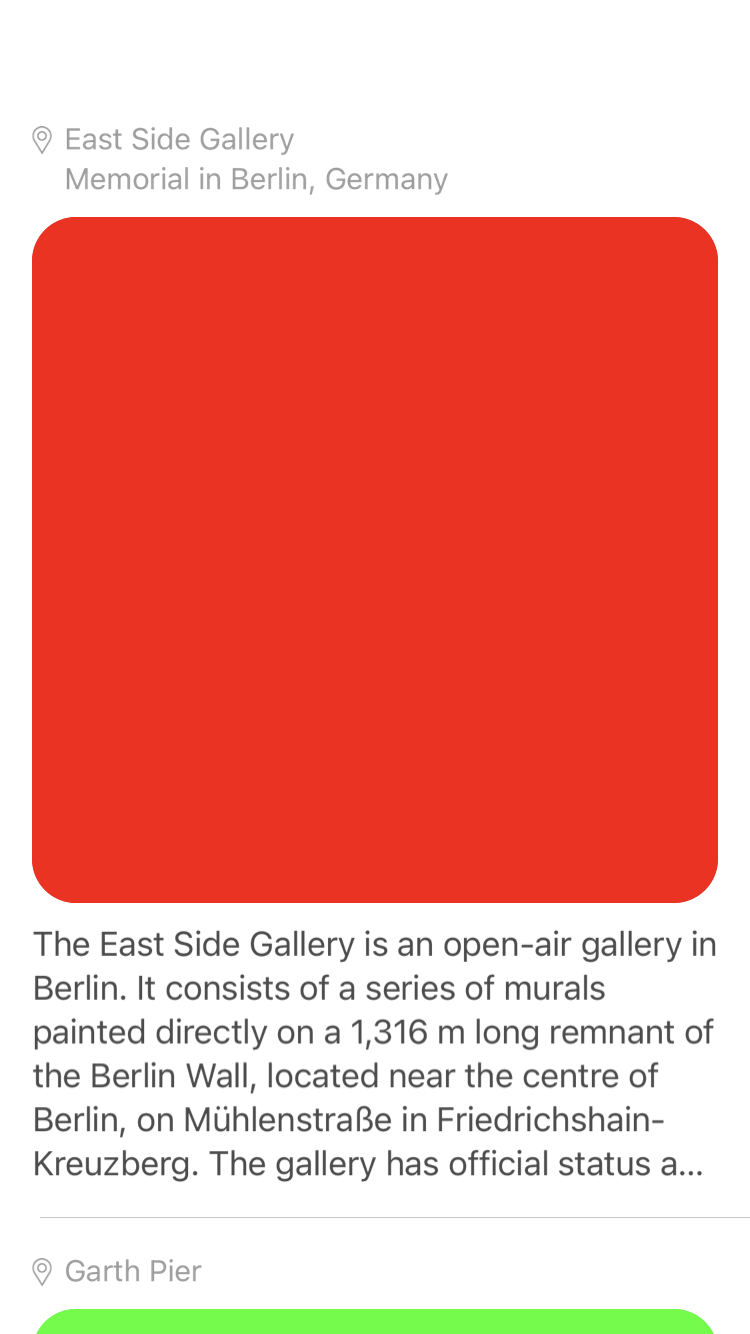 East Side Gallery
Memorial in Berlin, Germany
The East Side Gallery is an open-air gallery in
Berlin. It consists of a series of murals
painted directly on a 1,316 m long remnant of
the Berlin Wall, located near the centre of
Berlin, on Mühlenstraße in Friedrichshain-
Kreuzberg. The gallery has official status a...
Garth Pier